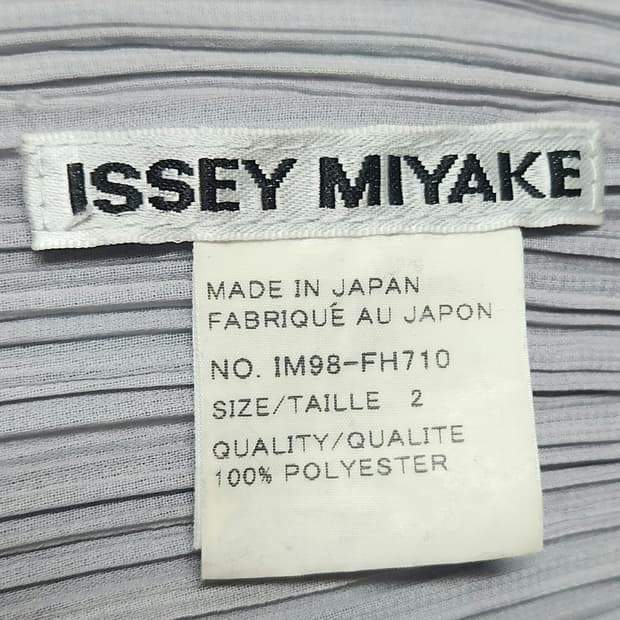 ISSEY MIYAKE
MADE IN JAPAN
FABRIQUÉ AU JAPON
NO. IM98-FH710
SIZE/TAILLE 2
QUALITY/QUALITE
100% POLYESTER